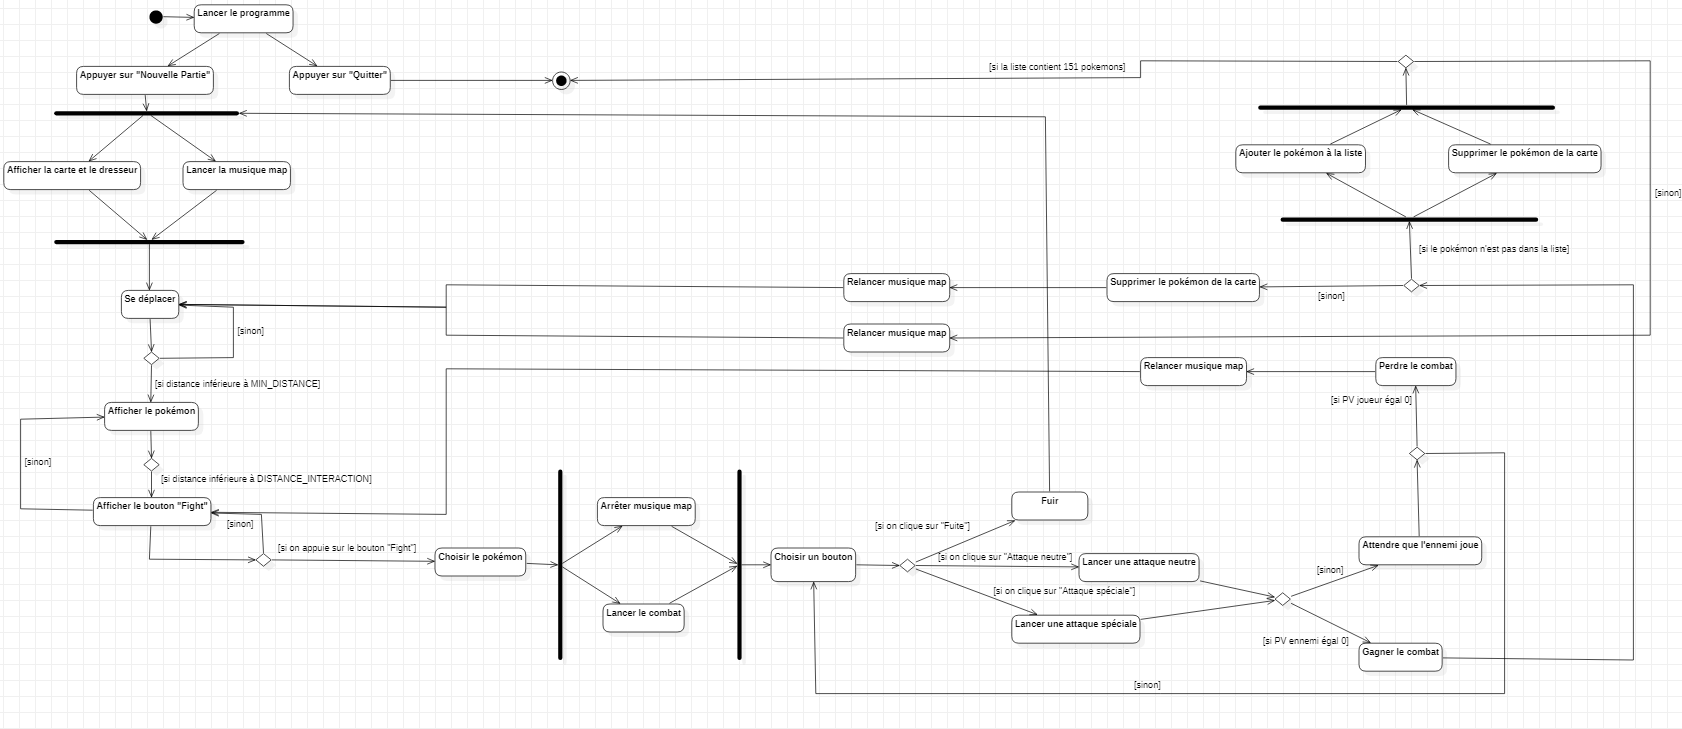 Lancer le programme
Appuyer sur "Nouvelle Partie"
Appuyer sur "Quitter"
[si la liste contient 151 pokemons]
Afficher la carte et le dresseur
Lancer la musique map
Ajouter le pokémon à la liste
Supprimer le pokémon de la carte
[sinon]
[si le pokémon n'est pas dans la liste]
Se déplacer
Relancer musique map
Supprimer le pokémon de la carte
[sinon]
[sinon]
Relancer musique map
[si distance inférieure à MIN_DISTANCE]
Relancer musique map
Perdre le combat
[si PV joueur égal 0]
Afficher le pokémon
[sinon]
[si distance inférieure à DISTANCE_INTERACTION]
Afficher le bouton "Fight"
[sinon]
[si on appuie sur le bouton "Fight"]
Choisir le pokémon
Arrêter musique map
Lancer le combat
Choisir un bouton
Fuir
[si on clique sur "Fuite"]
[si on clique sur "Attaque neutre"]
Lancer une attaque neutre
[si on clique sur "Attaque spéciale"]
Lancer une attaque spéciale
Attendre que l'ennemi joue
[sinon]
[si PV ennemi égal 0]
Gagner le combat
[sinon]